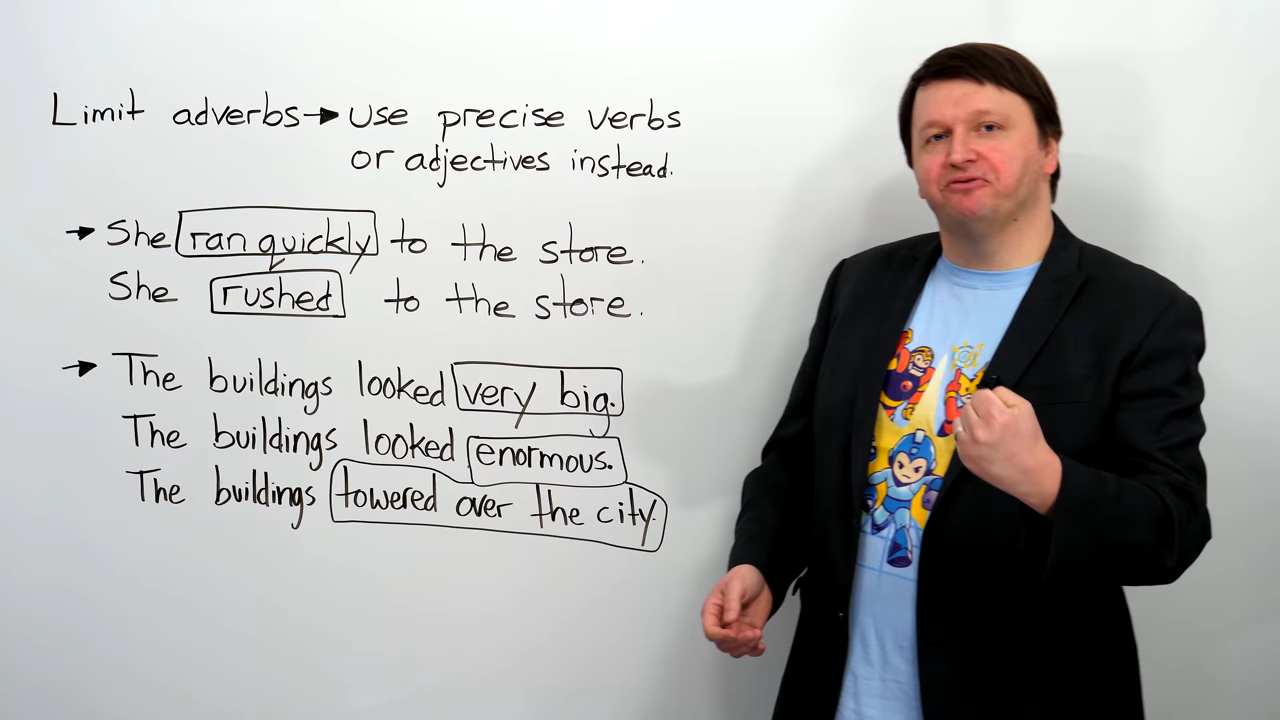 Limit adverbs → use precise verbs
or adjectives instead.
→ She ran quickly to the store.
She rushed to the store.
→ The buildings looked very big.
The buildings looked enormous.
The buildings towered over the city.